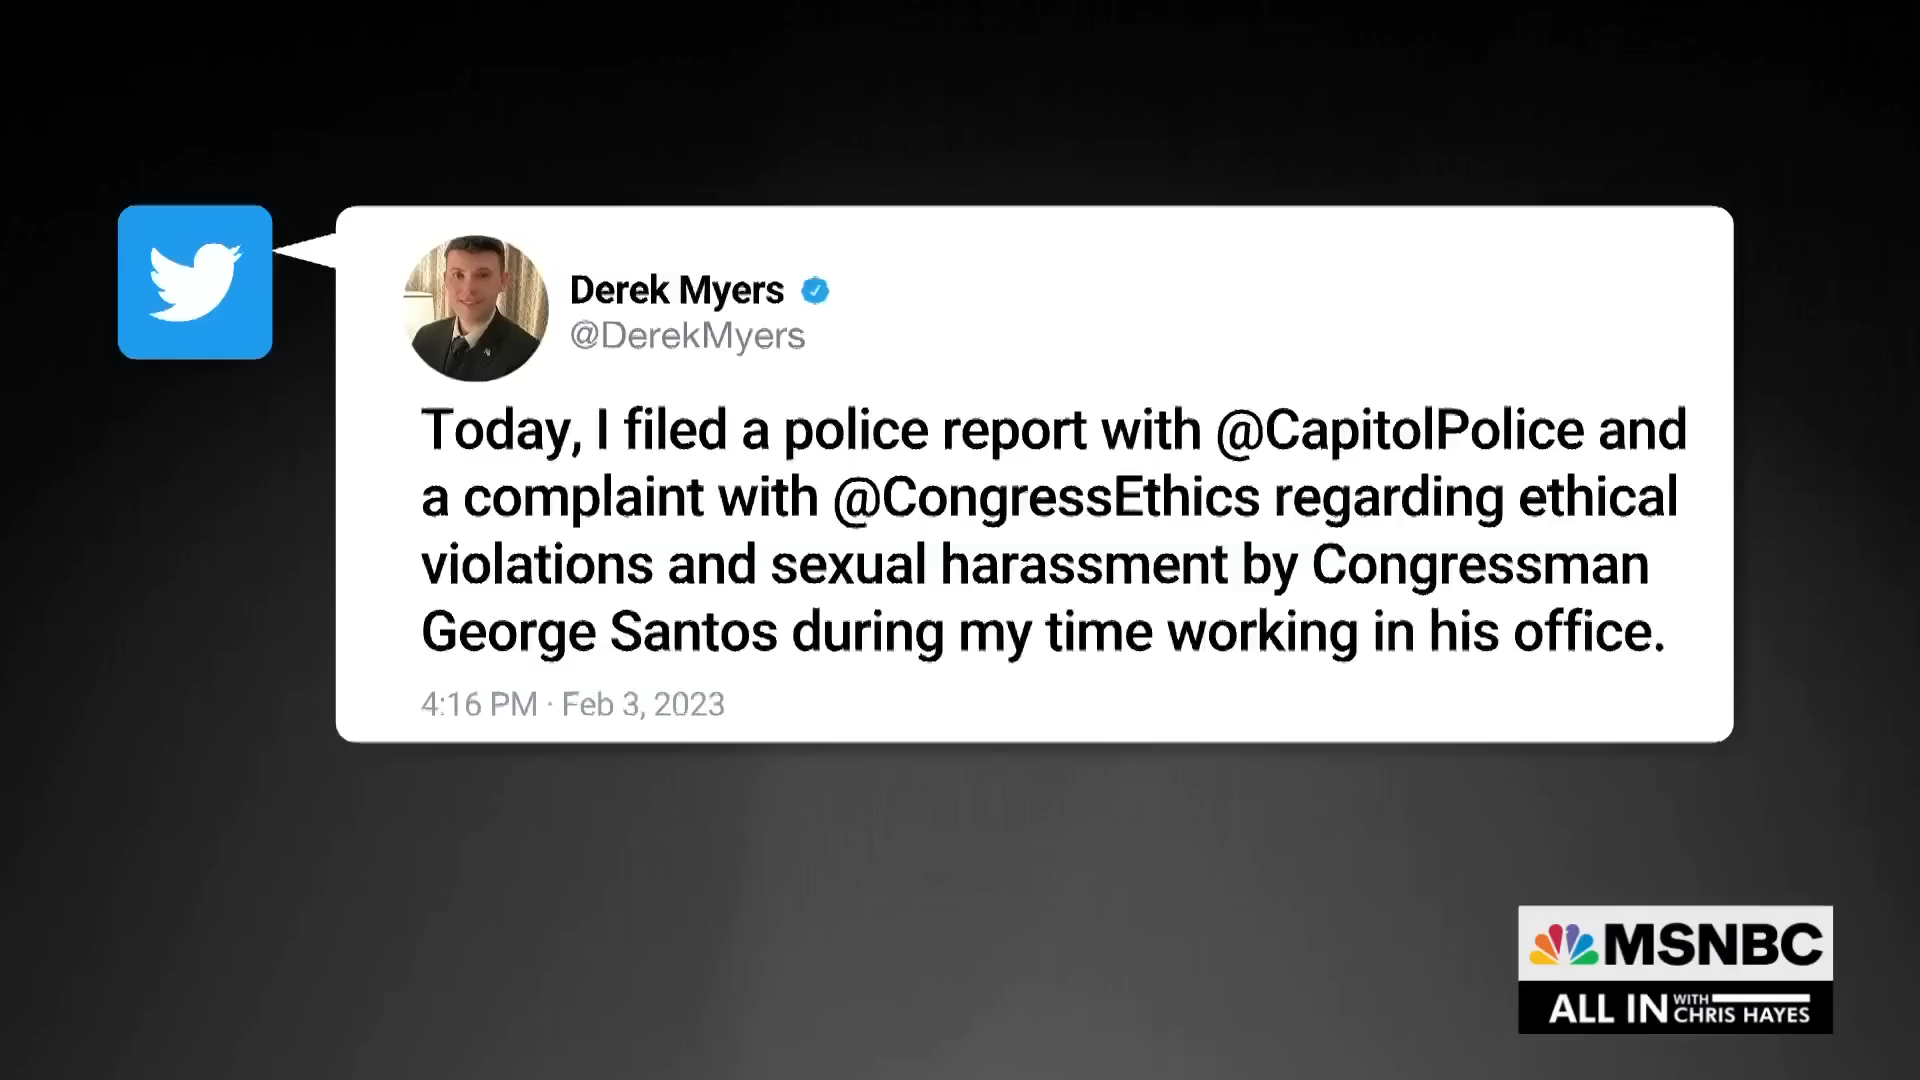 Derek Myers
@DerekMyers
Today, I filed a police report with @CapitolPolice and
a complaint with @CongressEthics regarding ethical
violations and sexual harassment by Congressman
George Santos during my time working in his office.
4:16 PM · Feb 3, 2023
MSNBC
ALL IN WITH CHRIS HAYES